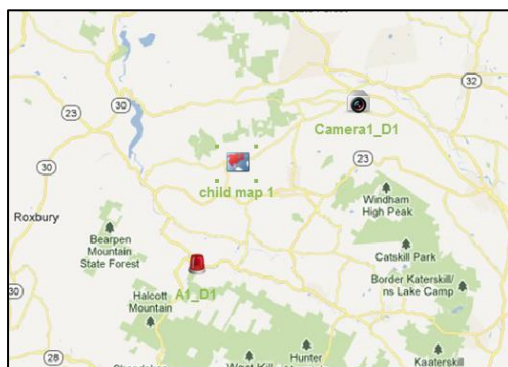 32
30
23
Camera1_D1
23
30
child map 1
Windham
High Peak
Roxbury
Bearpen
Mountain
State Forest
Catskill Park
A1_D1
Border Katerskill/
ns Lake Camp
30
Halcott
Mountain
28
Hunter
Kaaterskill